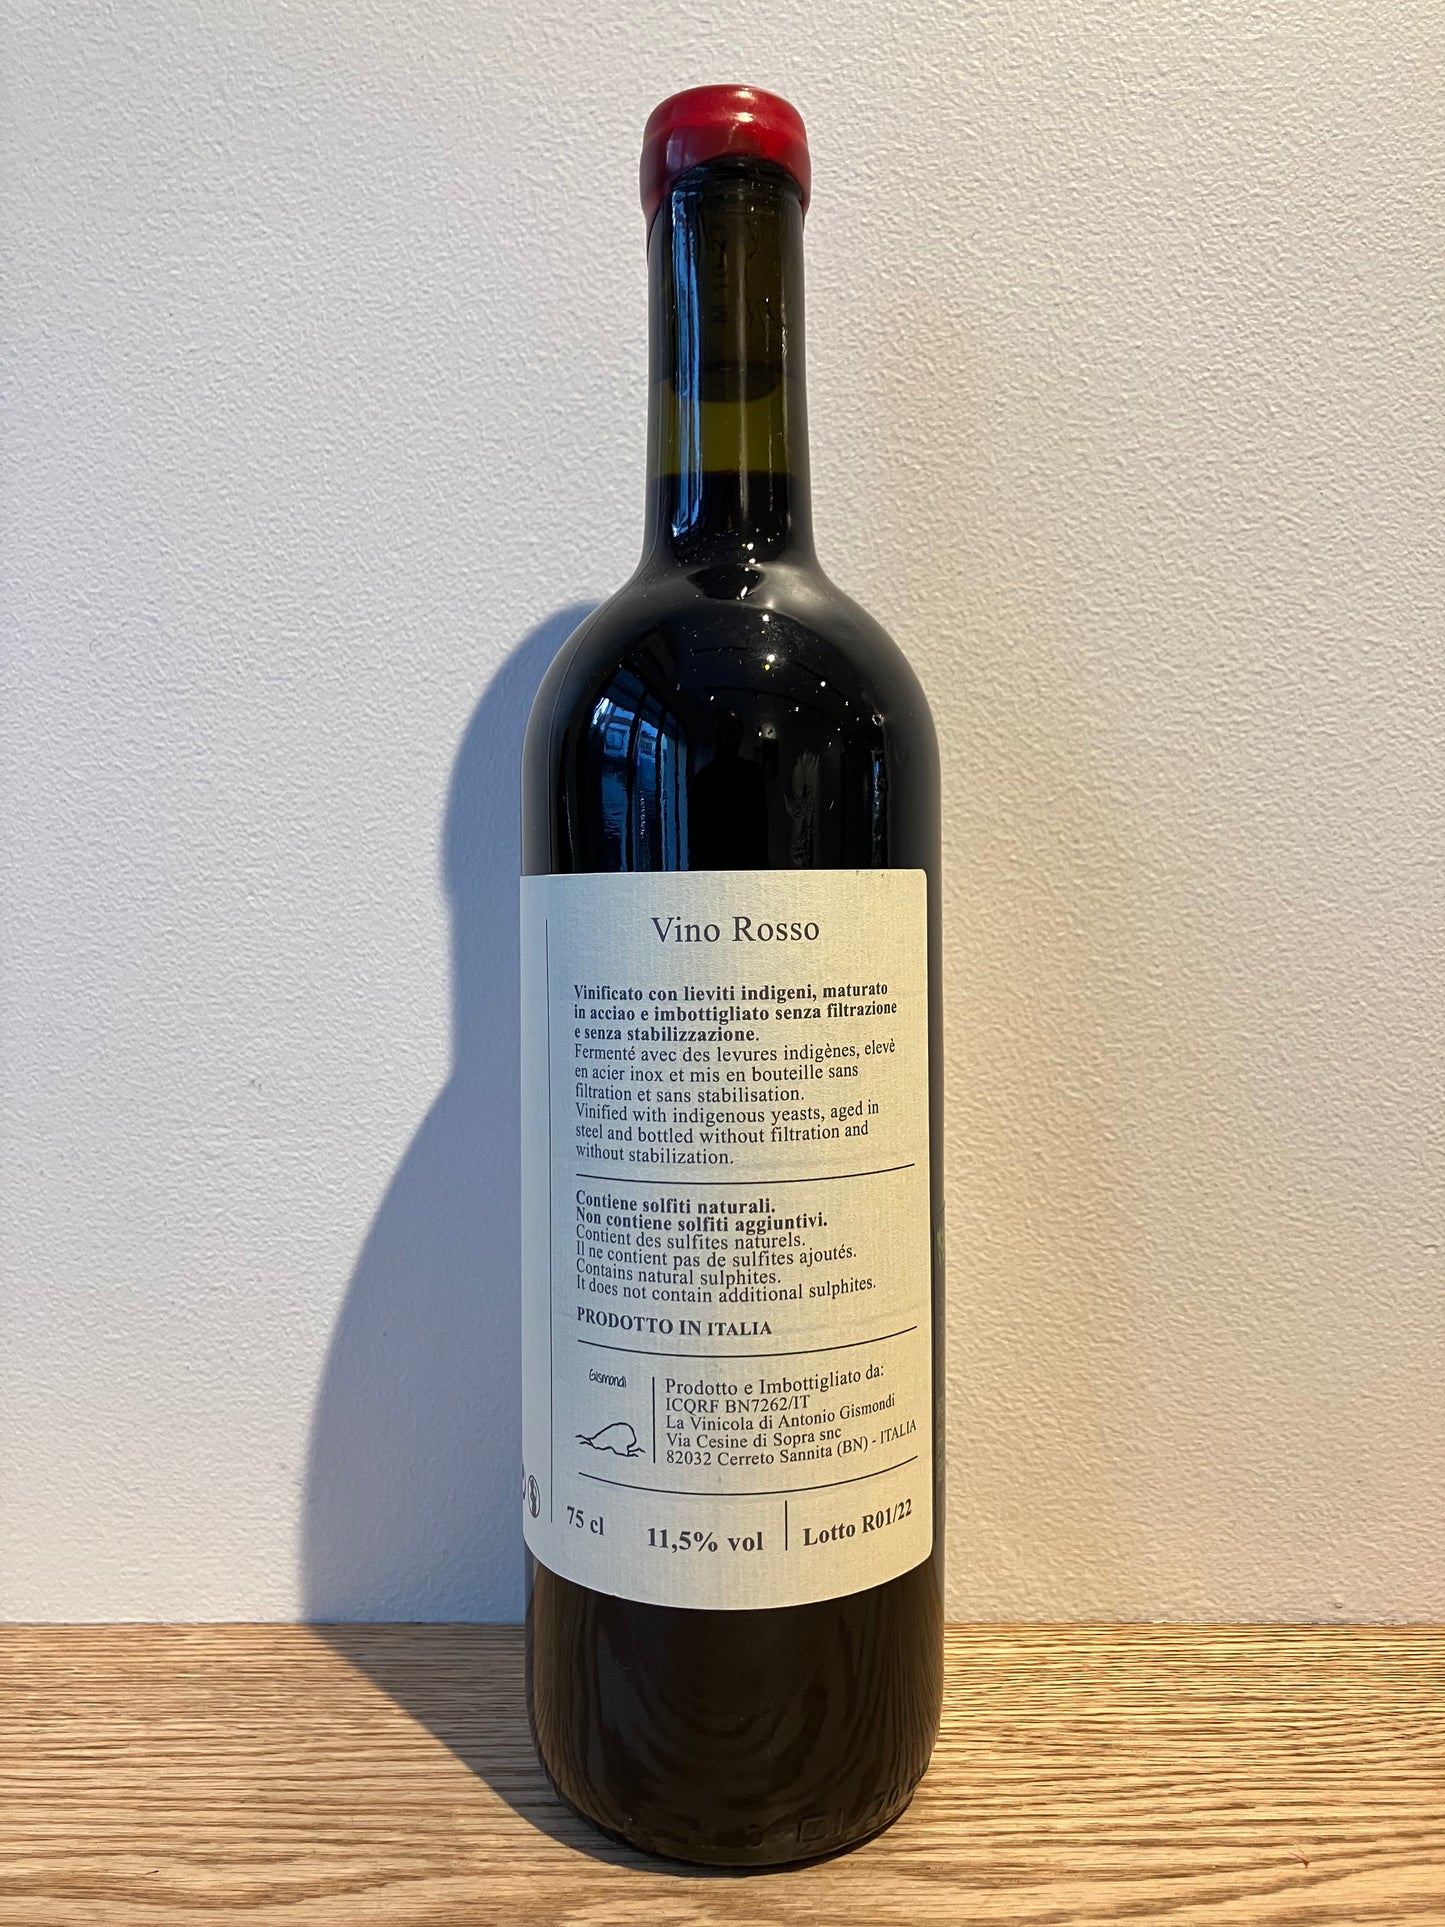 Vino Rosso
Vinificato con lieviti indigeni, maturato
in acciao e imbottigliato senza filtrazione
e senza stabilizzazione.
Fermenté avec des levures indigènes, elevè
en acier inox et mis en bouteille sans
filtration et sans stabilisation.
Vinified with indigenous yeasts, aged in
steel and bottled without filtration and
without stabilization.
Contiene solfiti naturali.
Non contiene solfiti aggiuntivi.
Contient des sulfites naturels.
Il ne contient pas de sulfites ajoutés.
Contains natural sulphites.
It does not contain additional sulphites.
PRODOTTO IN ITALIA
Gismondi
Prodotto e Imbottigliato da:
ICQRF BN7262/IT
La Vinicola di Antonio Gismondi
Via Cesine di Sopra snc
82032 Cerreto Sannita (BN) - ITALIA
75 cl
11,5% vol
Lotto R01/22